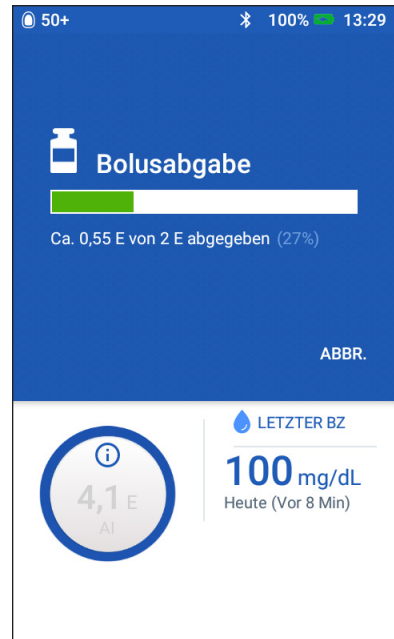 50+ 100% 13:29
Bolusabgabe
Ca. 0,55 E von 2 E abgegeben (27%)
ABBR.
4,1 E
AI
LETZTER BZ
100 mg/dL
Heute (Vor 8 Min)